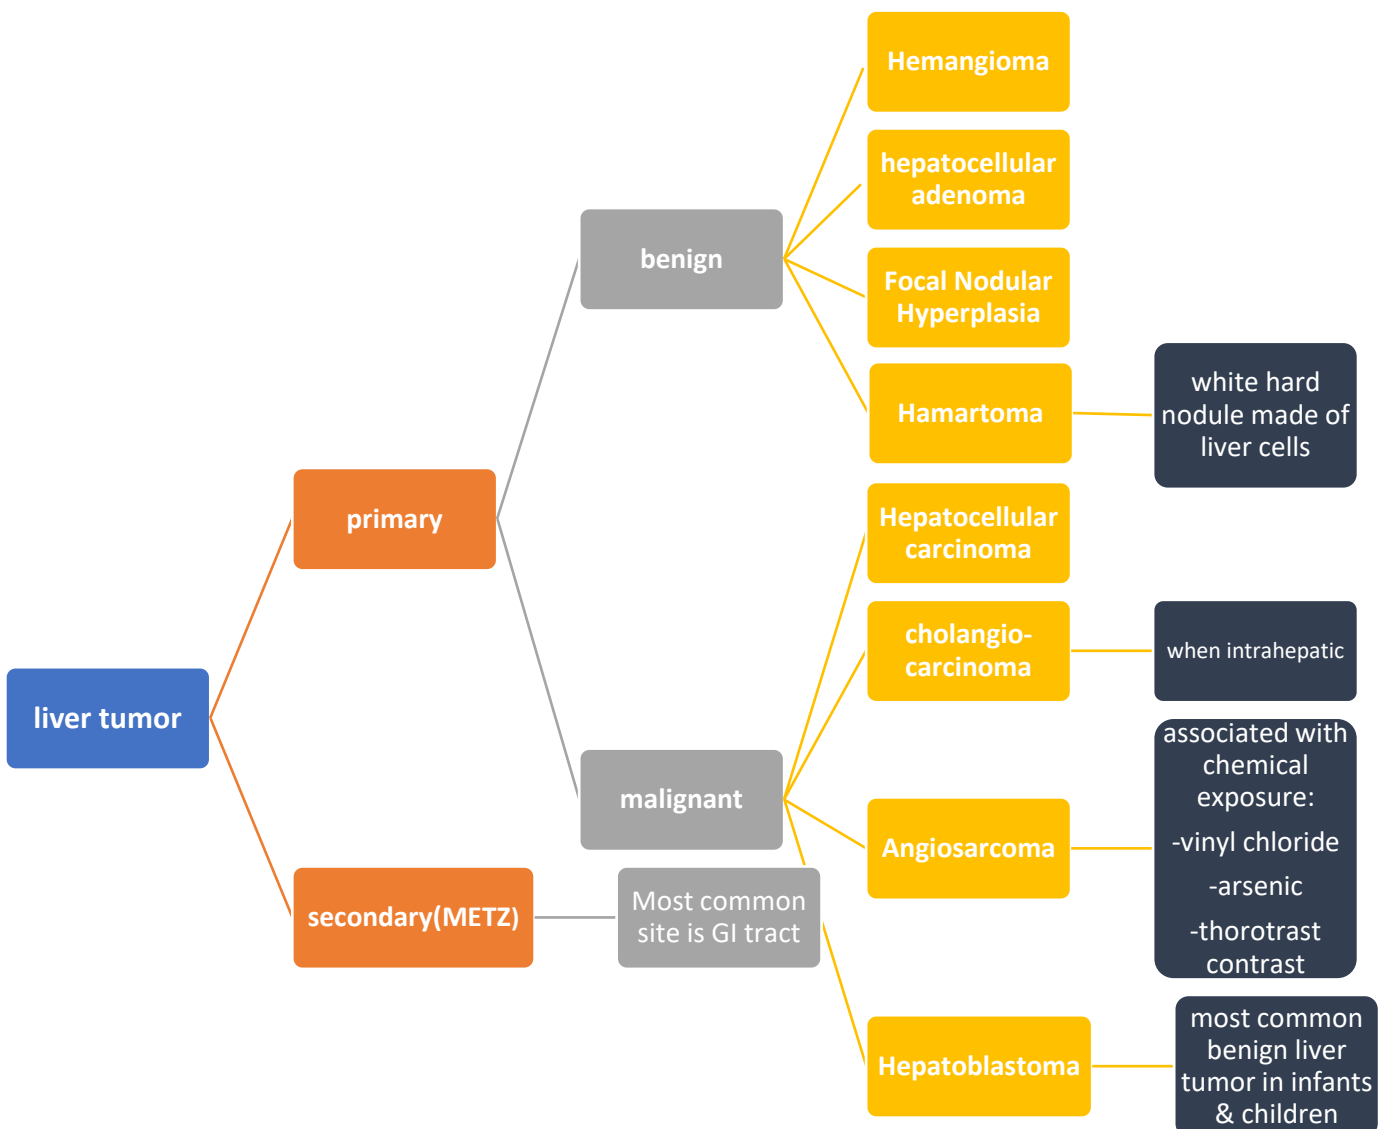 liver tumor
primary
benign
Hemangioma
hepatocellular
adenoma
Focal Nodular
Hyperplasia
Hamartoma
white hard
nodule made of
liver cells
malignant
Hepatocellular
carcinoma
cholangio-
carcinoma
when intrahepatic
Angiosarcoma
associated with
chemical
exposure:
-vinyl chloride
-arsenic
-thorotrast
contrast
Hepatoblastoma
most common
benign liver
tumor in infants
& children
secondary(METZ)
Most common
site is GI tract